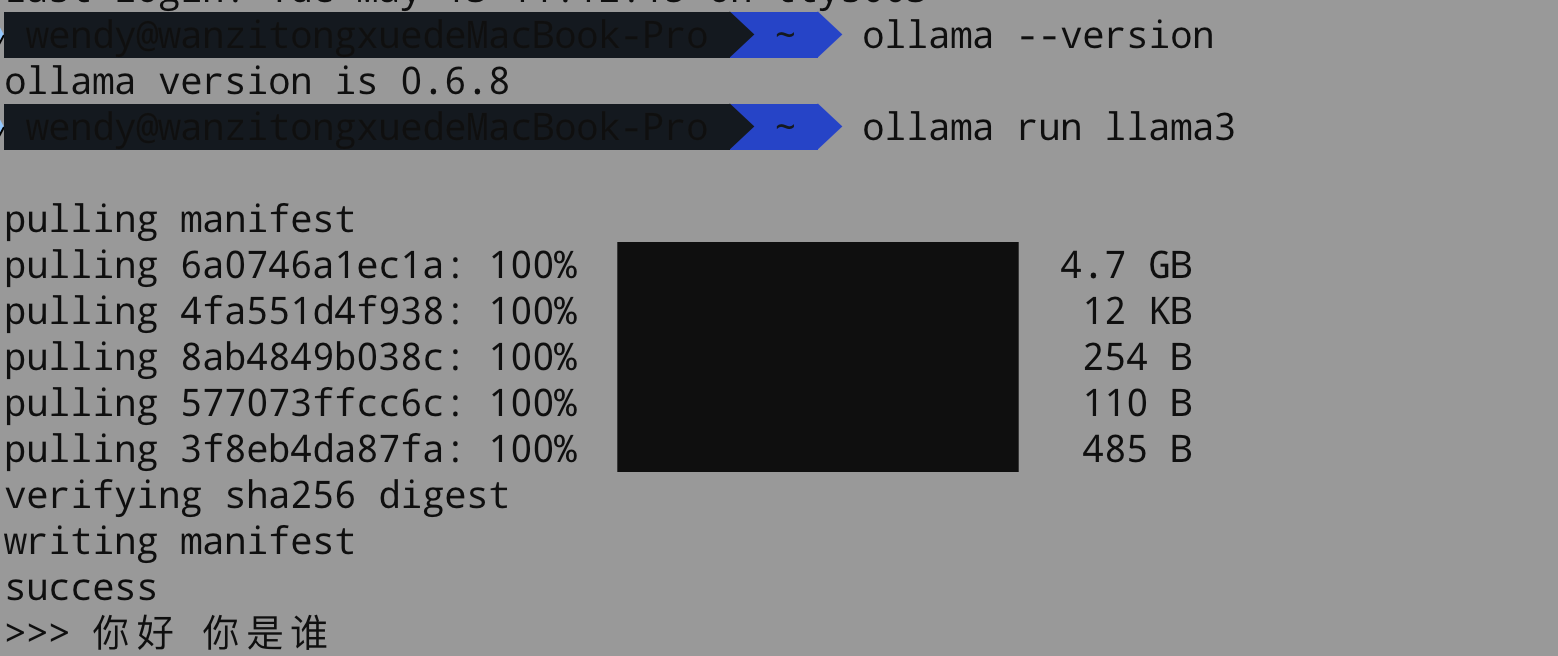 wendy@wanzitongxuedeMacBook-Pro ~ ollama --version
ollama version is 0.6.8
wendy@wanzitongxuedeMacBook-Pro ~ ollama run llama3
pulling manifest
pulling 6a0746a1ec1a: 100% 4.7 GB
pulling 4fa551d4f938: 100% 12 KB
pulling 8ab4849b038c: 100% 254 B
pulling 577073ffcc6c: 100% 110 B
pulling 3f8eb4da87fa: 100% 485 B
verifying sha256 digest
writing manifest
success
>>> 你好 你是谁